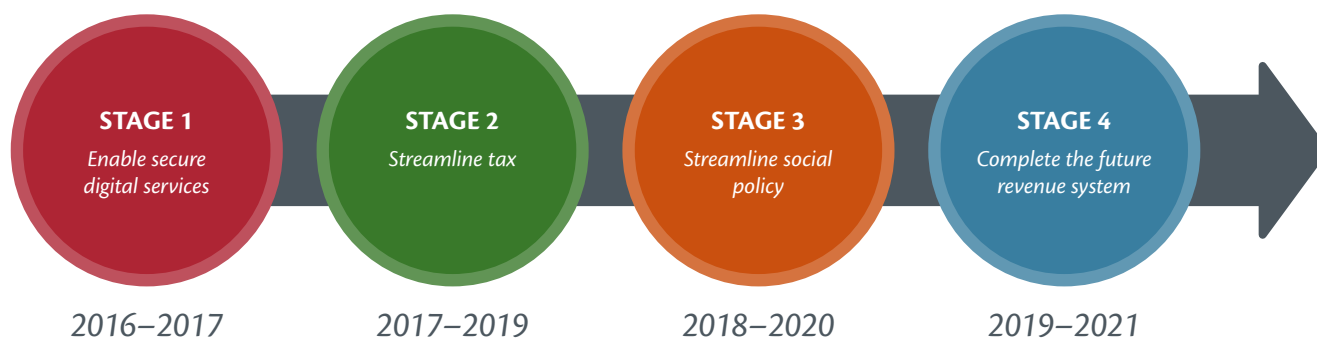 STAGE 1
Enable secure
digital services
STAGE 2
Streamline tax
STAGE 3
Streamline social
policy
STAGE 4
Complete the future
revenue system
2016–2017
2017–2019
2018–2020
2019–2021